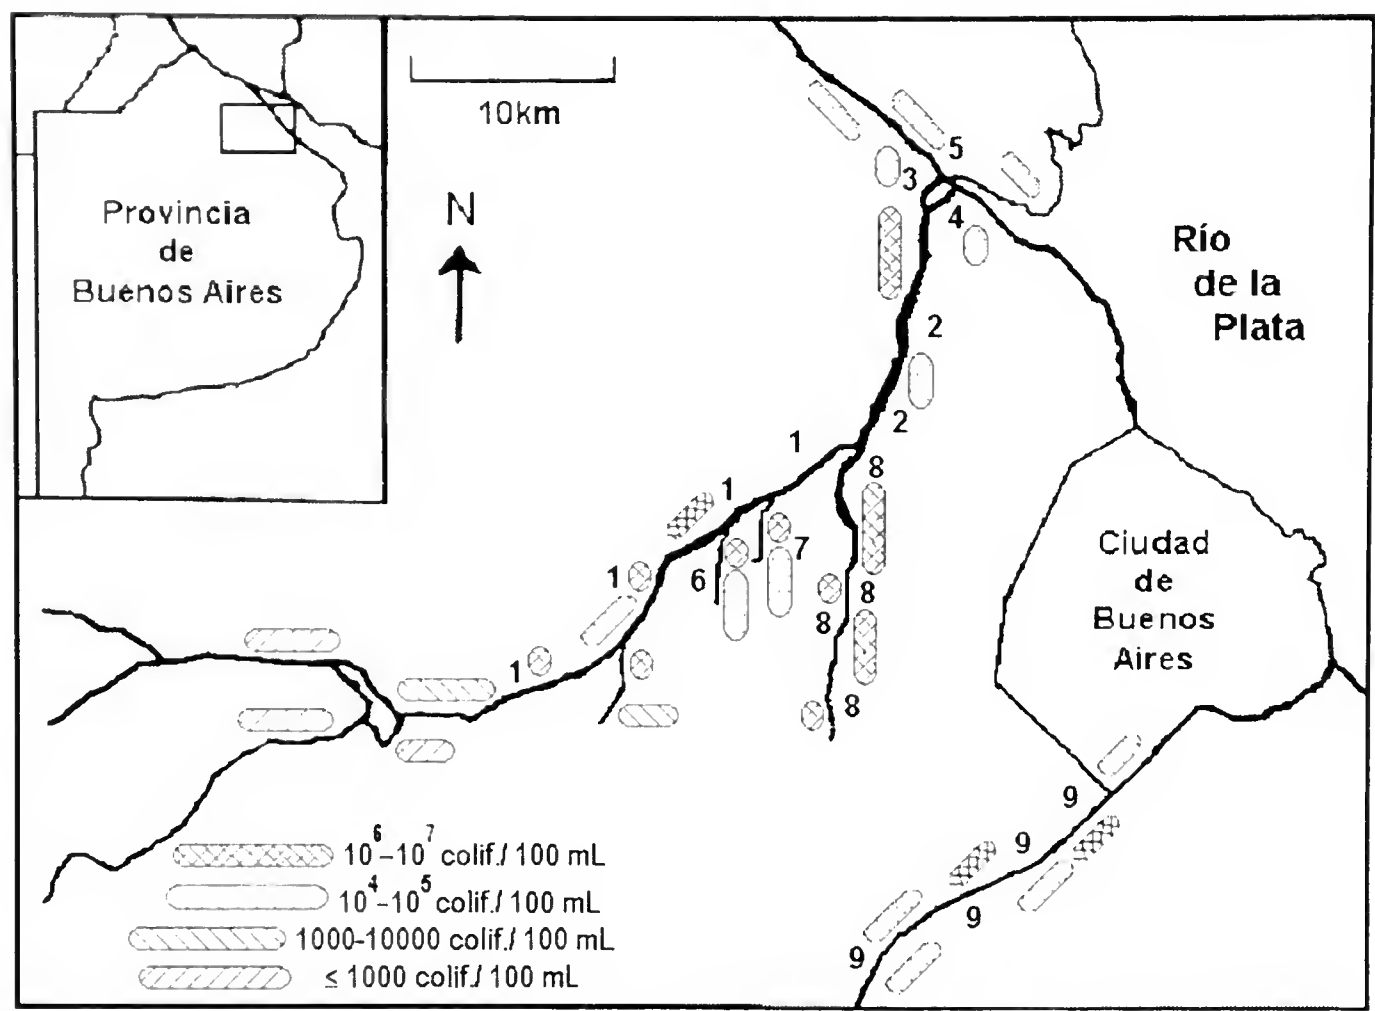 Provincia
de
Buenos Aires
10km
N
Río
de la
Plata
5
3
4
2
2
1
8
1
7
1
6
8
8
1
8
Ciudad
de
Buenos
Aires
9
9
9
9
10⁶–10⁷ colif./ 100 mL
10⁴–10⁵ colif./ 100 mL
1000-10000 colif./ 100 mL
≤ 1000 colif./ 100 mL